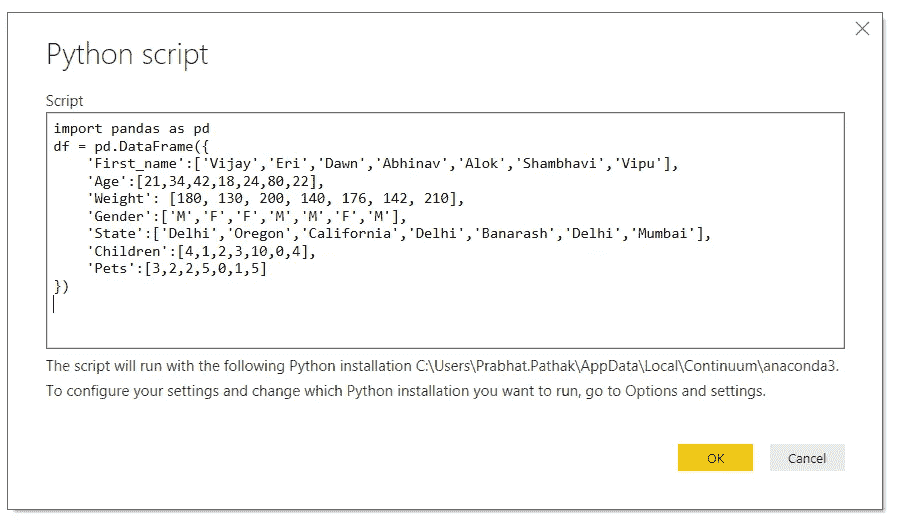 Python script
Script
import pandas as pd
df = pd.DataFrame({
    'First_name':['Vijay','Eri','Dawn','Abhinav','Alok','Shambhavi','Vipu'],
    'Age':[21,34,42,18,24,80,22],
    'Weight': [180, 130, 200, 140, 176, 142, 210],
    'Gender':['M','F','F','M','M','F','M'],
    'State':['Delhi','Oregon','California','Delhi','Banarash','Delhi','Mumbai'],
    'Children':[4,1,2,3,10,0,4],
    'Pets':[3,2,2,5,0,1,5]
})
The script will run with the following Python installation C:\Users\Prabhat.Pathak\AppData\Local\Continuum\anaconda3.
To configure your settings and change which Python installation you want to run, go to Options and settings.
OK Cancel